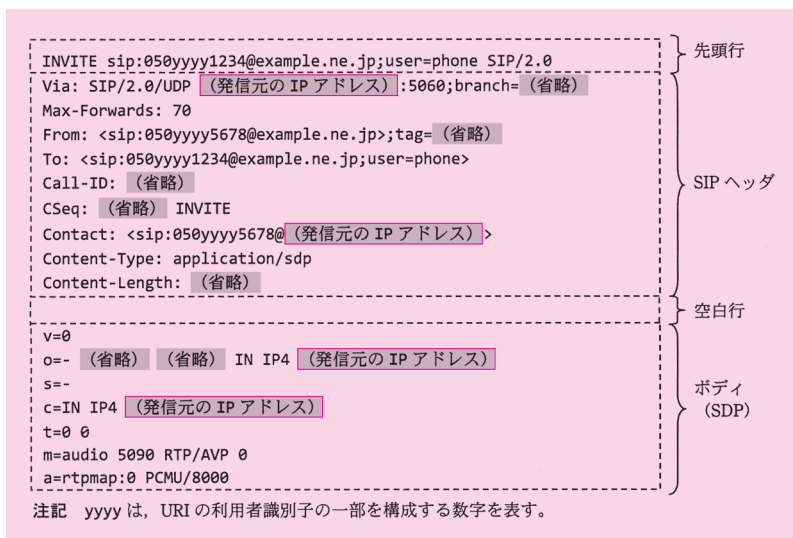 INVITE sip:050yyyy1234@example.ne.jp;user=phone SIP/2.0
先頭行
Via: SIP/2.0/UDP （発信元の IP アドレス）:5060;branch=（省略）
Max-Forwards: 70
From: <sip:050yyyy5678@example.ne.jp>;tag=（省略）
To: <sip:050yyyy1234@example.ne.jp;user=phone>
Call-ID: （省略）
CSeq: （省略） INVITE
Contact: <sip:050yyyy5678@（発信元の IP アドレス）>
Content-Type: application/sdp
Content-Length: （省略）
SIP ヘッダ
空白行
v=0
o=- （省略） （省略） IN IP4 （発信元の IP アドレス）
s=-
c=IN IP4 （発信元の IP アドレス）
t=0 0
m=audio 5090 RTP/AVP 0
a=rtpmap:0 PCMU/8000
ボディ
（SDP）
注記 yyyy は，URI の利用者識別子の一部を構成する数字を表す。